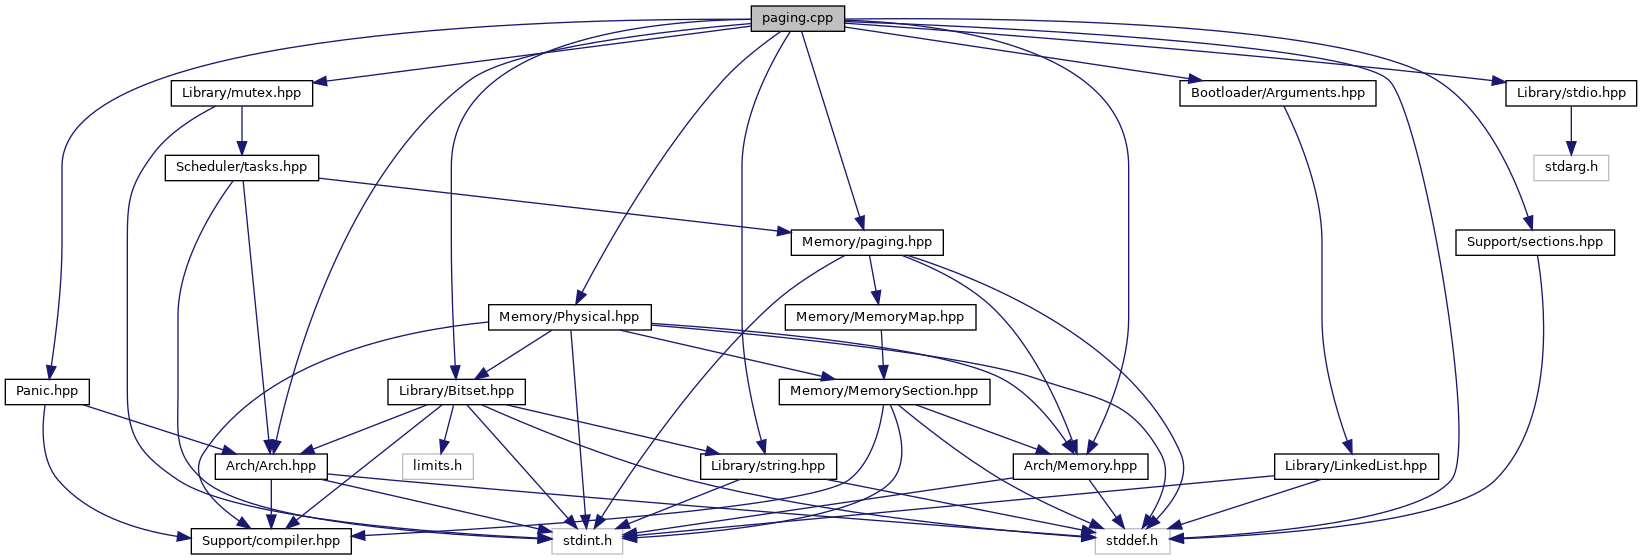 paging.cpp
Library/mutex.hpp
Bootloader/Arguments.hpp
Library/stdio.hpp
Scheduler/tasks.hpp
stdarg.h
Memory/paging.hpp
Support/sections.hpp
Memory/Physical.hpp
Memory/MemoryMap.hpp
Panic.hpp
Library/Bitset.hpp
Memory/MemorySection.hpp
Arch/Arch.hpp
limits.h
Library/string.hpp
Arch/Memory.hpp
Library/LinkedList.hpp
Support/compiler.hpp
stdint.h
stddef.h